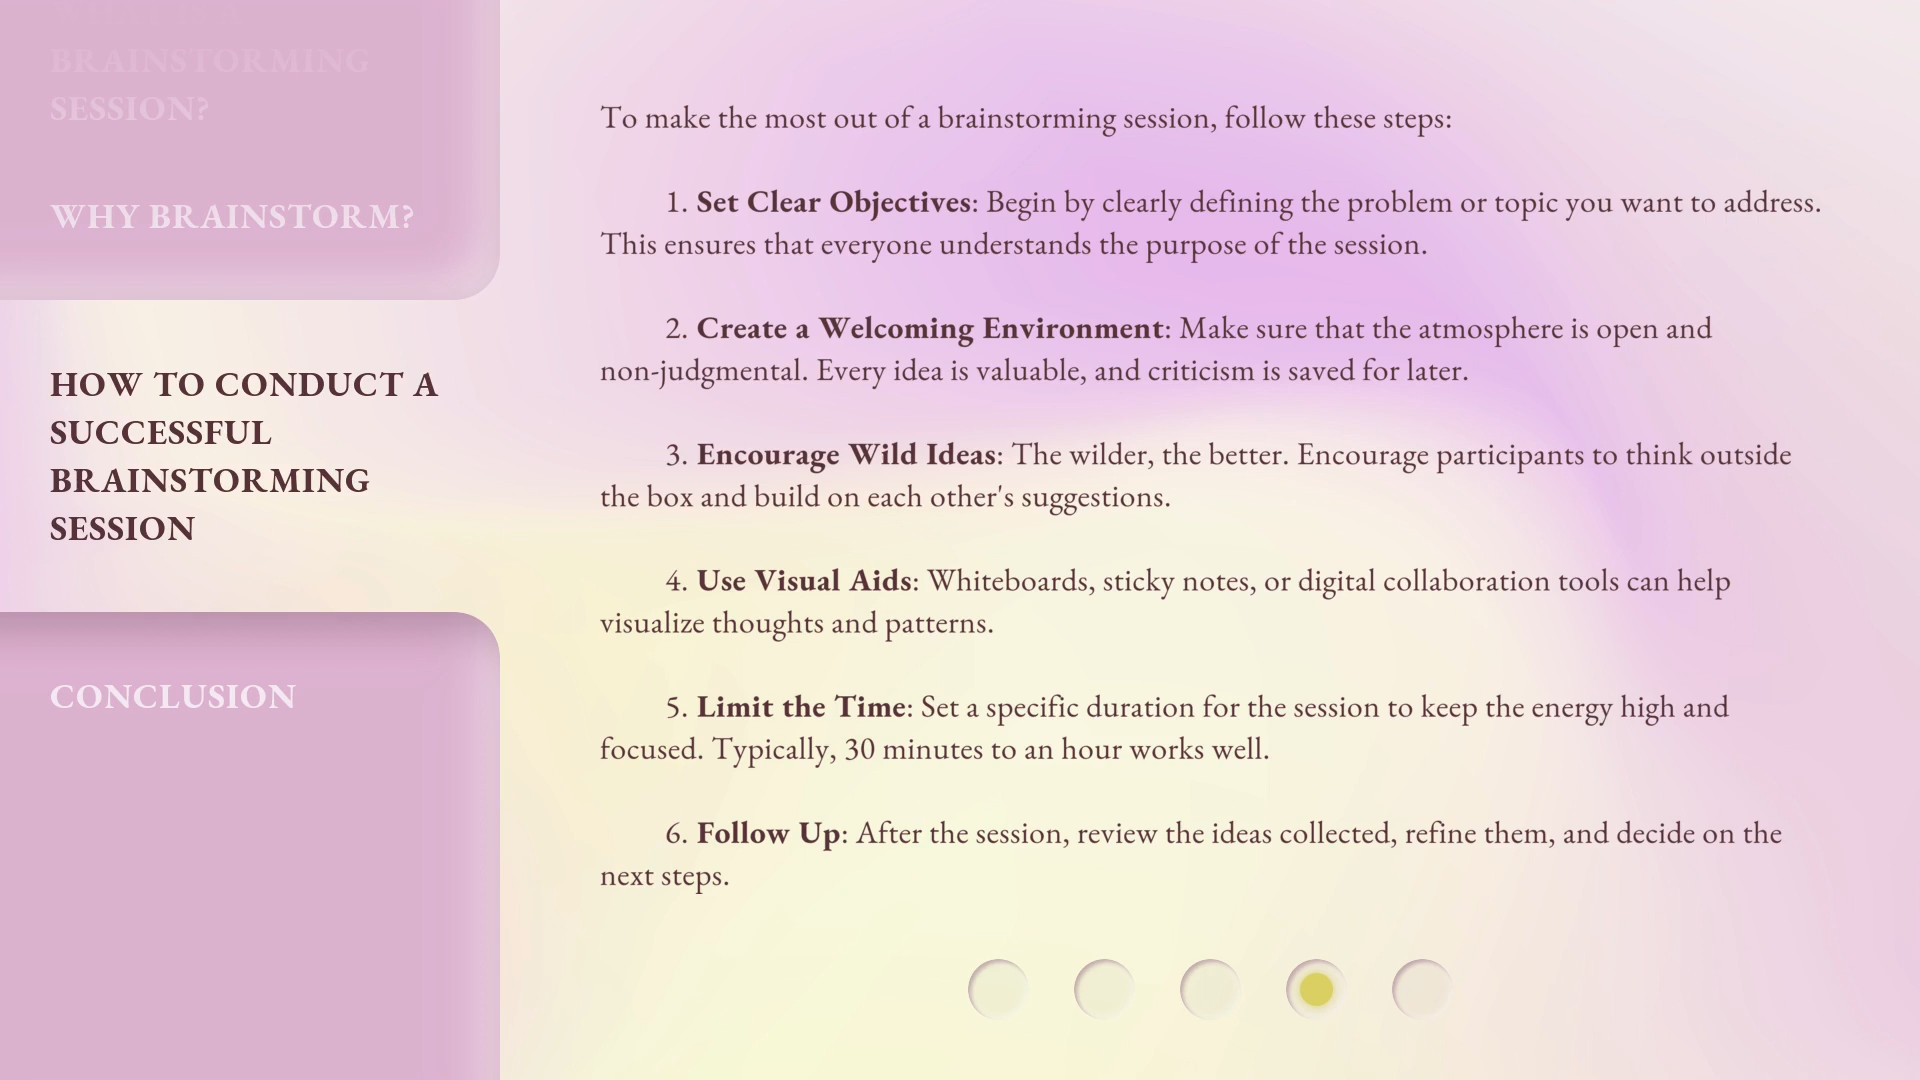 BRAINSTORMING
SESSION?
WHY BRAINSTORM?
HOW TO CONDUCT A
SUCCESSFUL
BRAINSTORMING
SESSION
CONCLUSION
To make the most out of a brainstorming session, follow these steps:
1. Set Clear Objectives: Begin by clearly defining the problem or topic you want to address.
This ensures that everyone understands the purpose of the session.
2. Create a Welcoming Environment: Make sure that the atmosphere is open and
non-judgmental. Every idea is valuable, and criticism is saved for later.
3. Encourage Wild Ideas: The wilder, the better. Encourage participants to think outside
the box and build on each other's suggestions.
4. Use Visual Aids: Whiteboards, sticky notes, or digital collaboration tools can help
visualize thoughts and patterns.
5. Limit the Time: Set a specific duration for the session to keep the energy high and
focused. Typically, 30 minutes to an hour works well.
6. Follow Up: After the session, review the ideas collected, refine them, and decide on the
next steps.